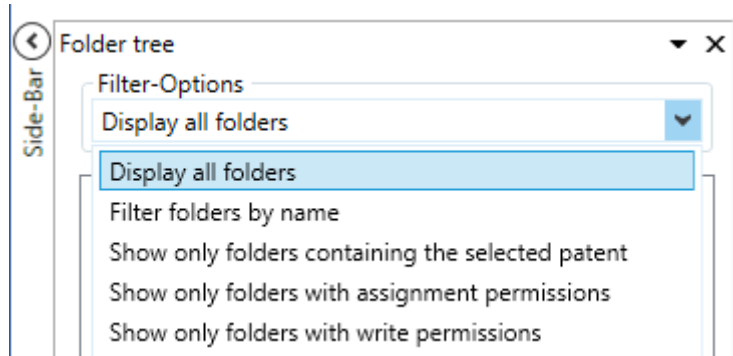 Folder tree
Side-Bar
Filter-Options
Display all folders
Display all folders
Filter folders by name
Show only folders containing the selected patent
Show only folders with assignment permissions
Show only folders with write permissions